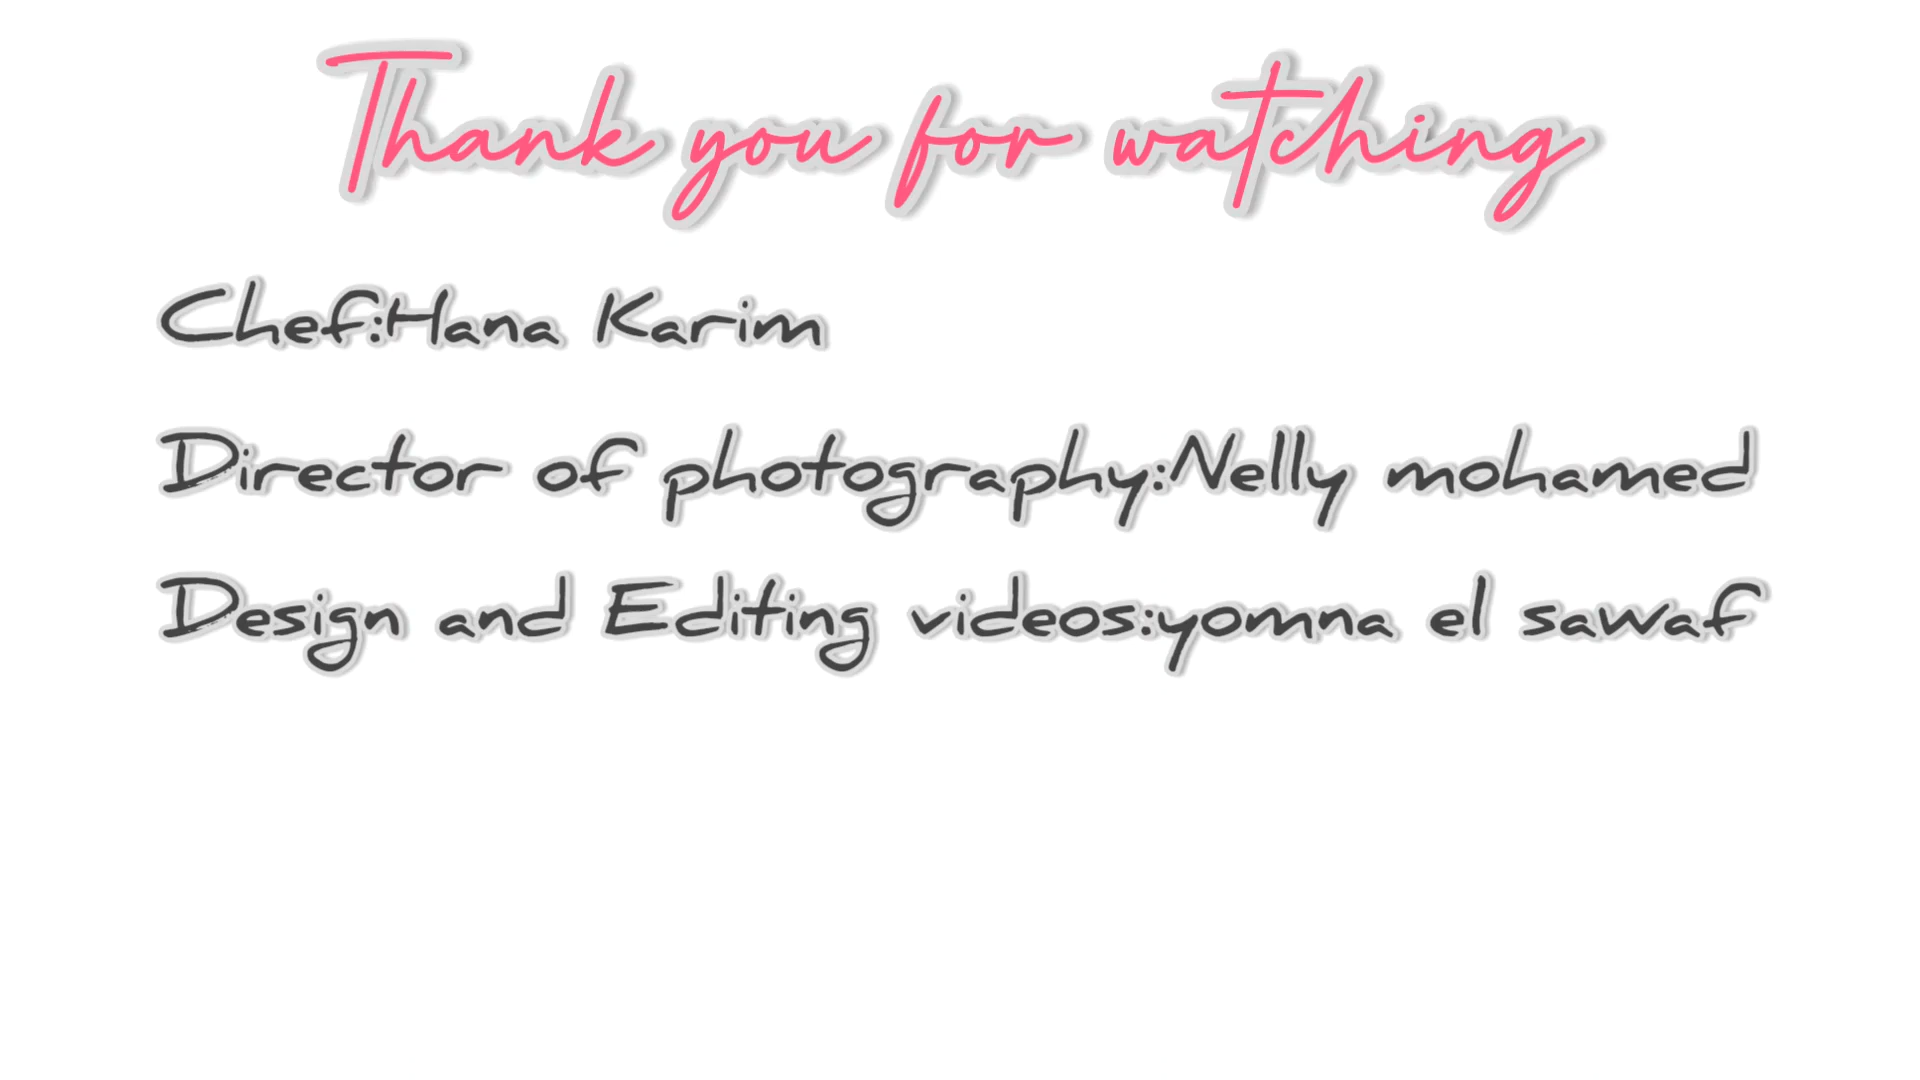 Thank you for watching
Chef:Hana Karim
Director of photography:Nelly mohamed
Design and Editing videos:yomna el sawaf